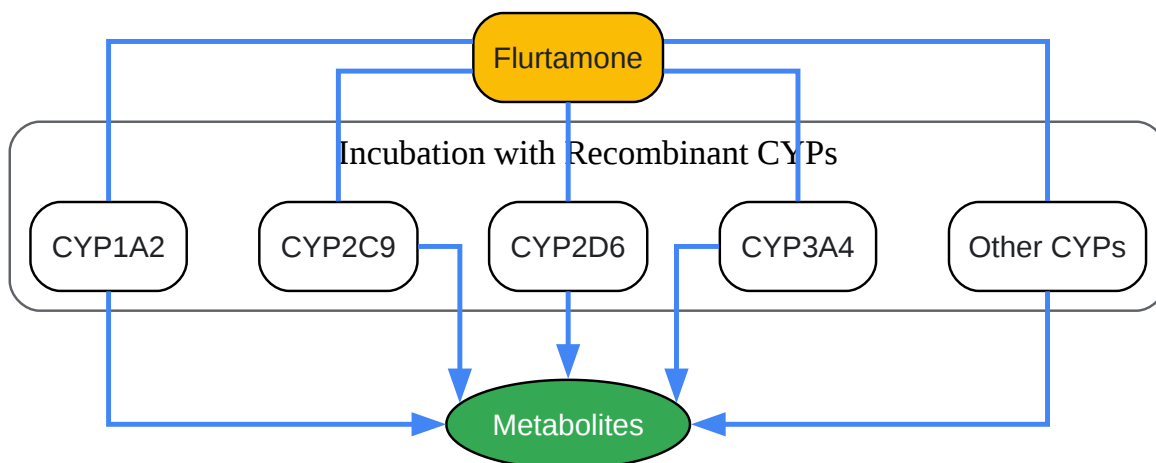 Flurtamone
Incubation with Recombinant CYPs
CYP1A2
CYP2C9
CYP2D6
CYP3A4
Other CYPs
Metabolites